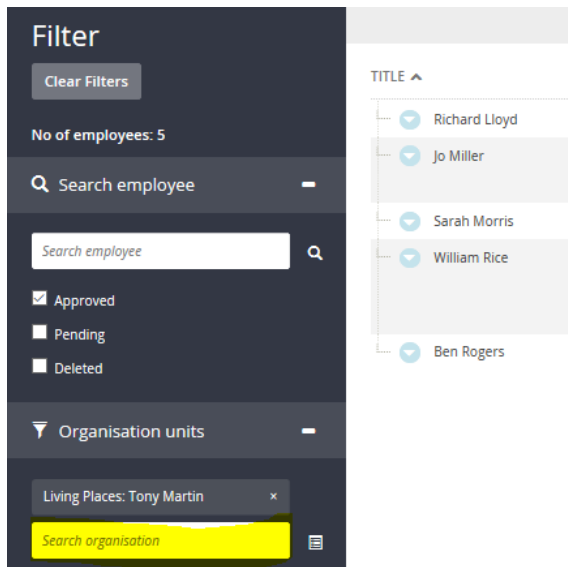 Filter
Clear Filters
No of employees: 5
Search employee
Search employee
Approved
Pending
Deleted
Organisation units
Living Places: Tony Martin ×
Search organisation
TITLE
Richard Lloyd
Jo Miller
Sarah Morris
William Rice
Ben Rogers